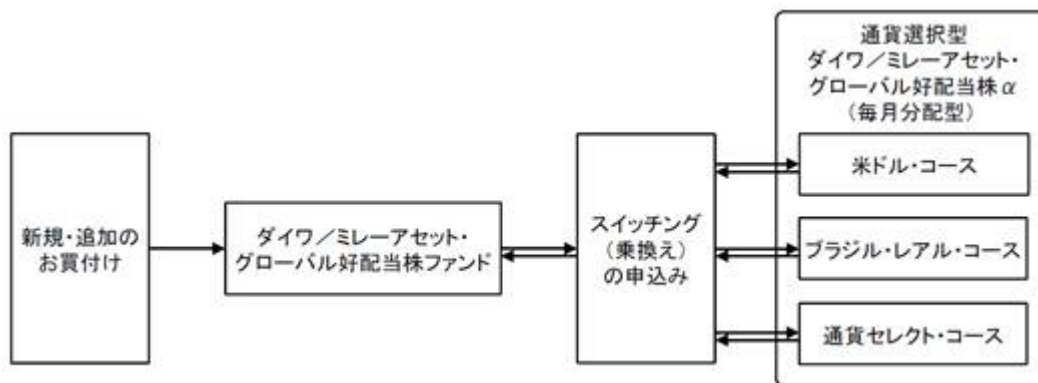 新規・追加の
お買付け
ダイワ／ミレーアセット・
グローバル好配当株ファンド
スイッチング
（乗換え）
の申込み
通貨選択型
ダイワ／ミレーアセット・
グローバル好配当株α
（毎月分配型）
米ドル・コース
ブラジル・レアル・コース
通貨セレクト・コース